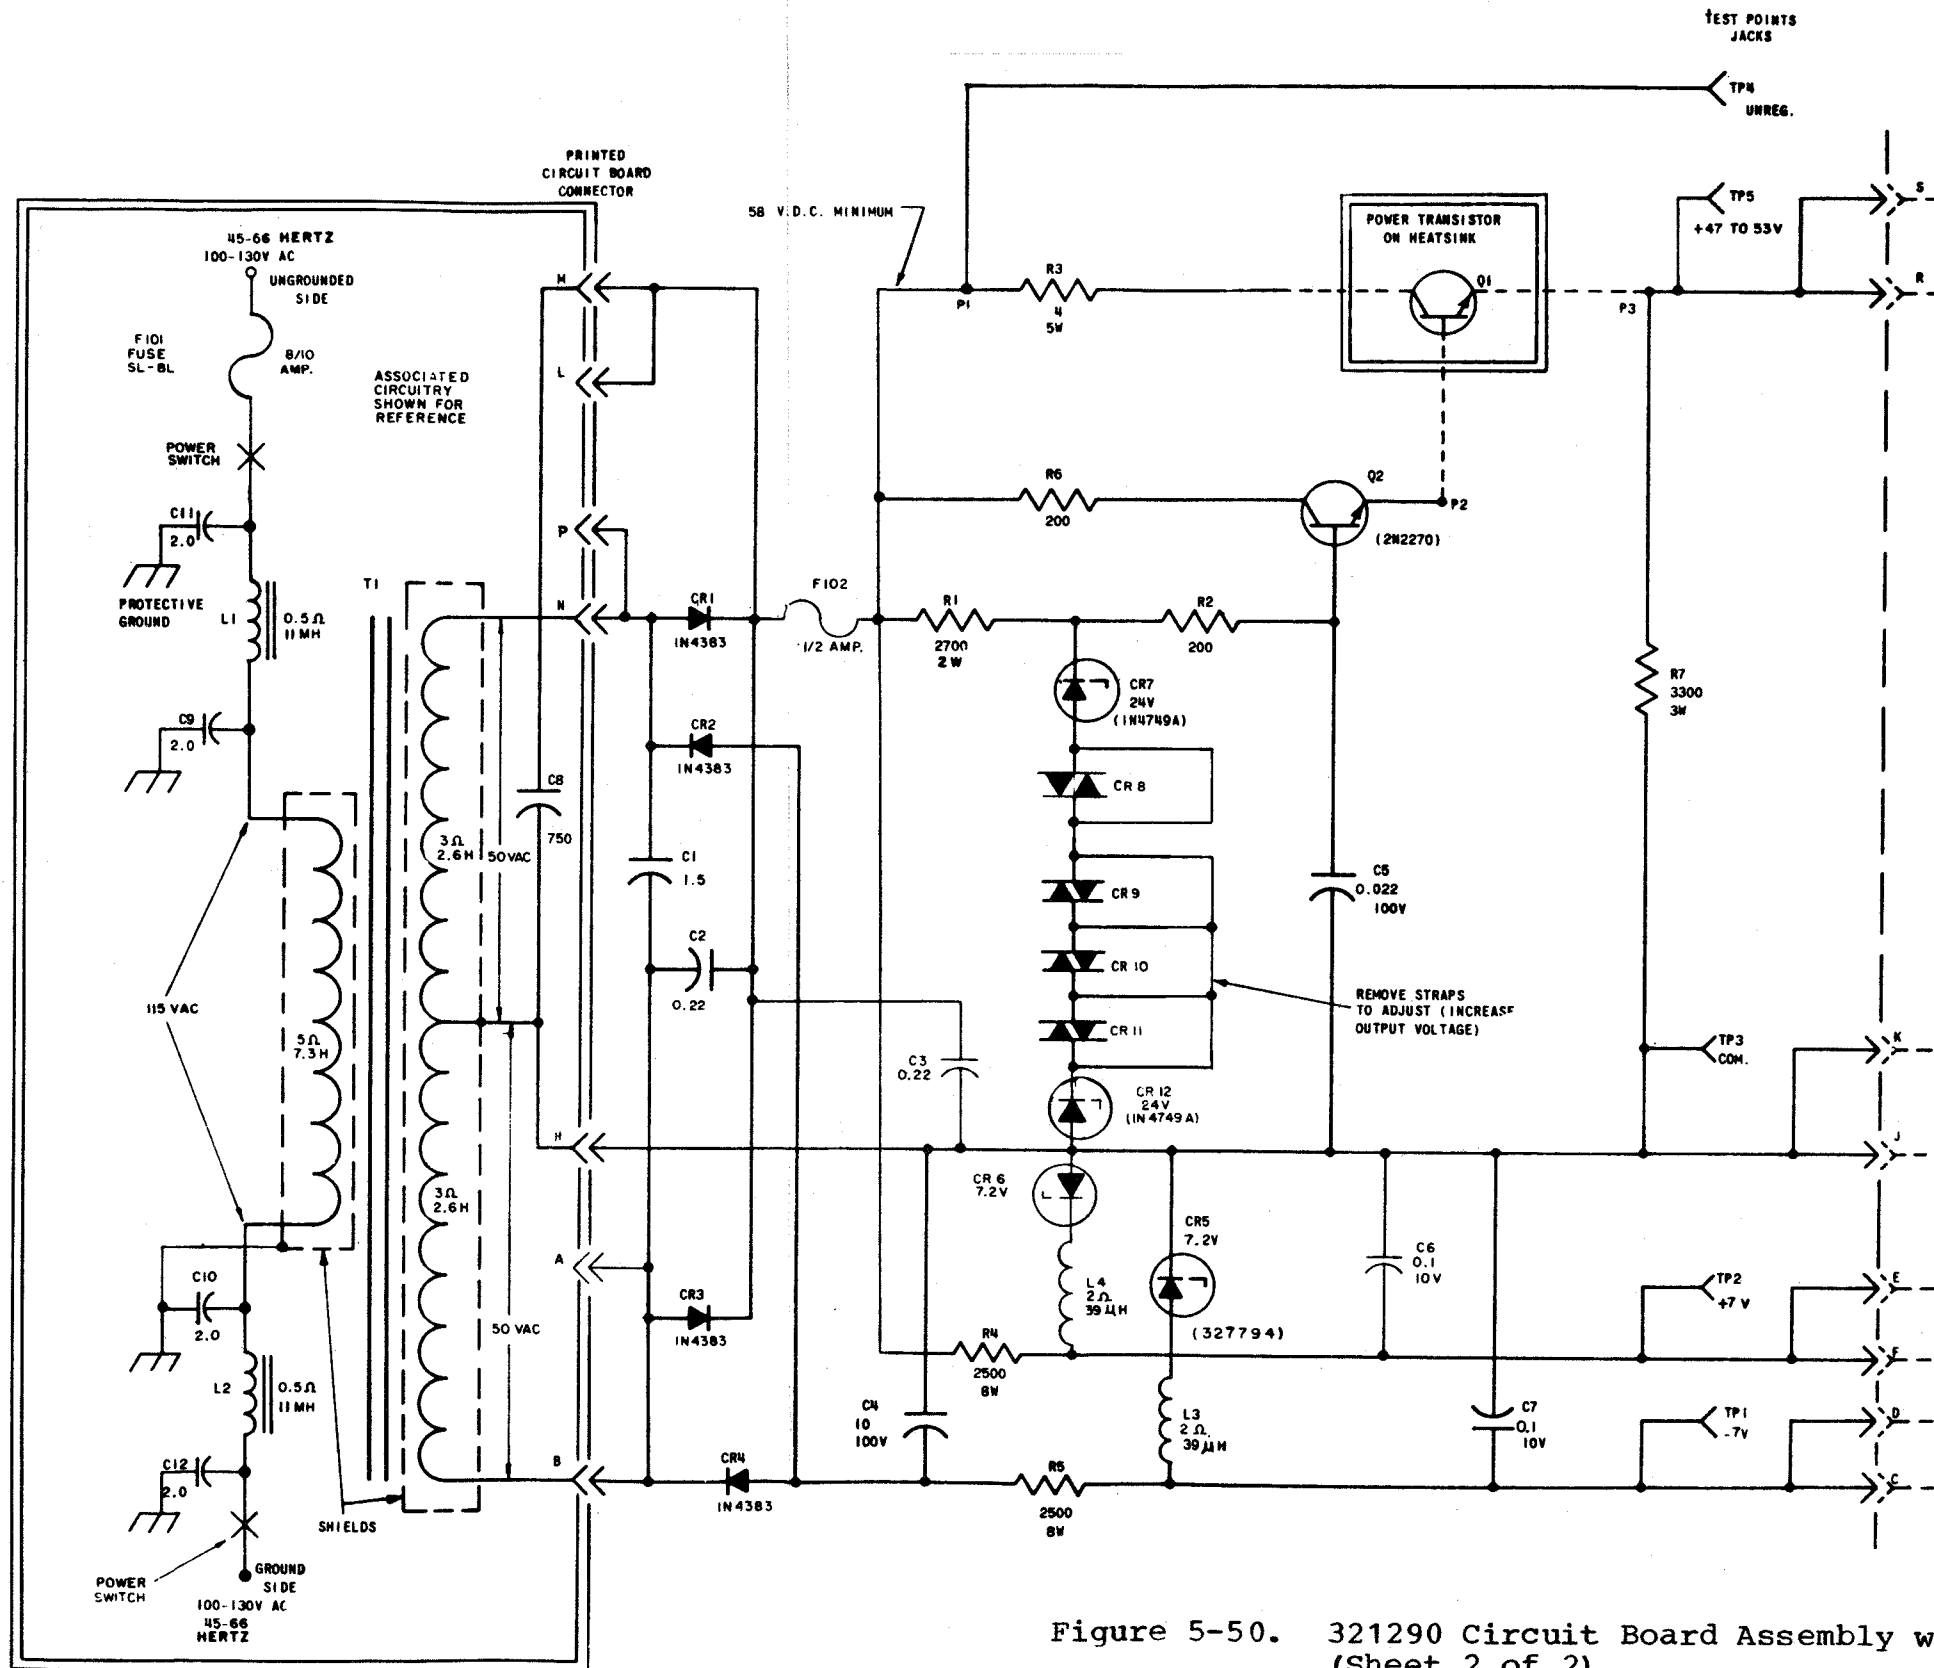 TEST POINTS
JACKS
TP4
UNREG.
PRINTED
CIRCUIT BOARD
CONNECTOR
58 V.D.C. MINIMUM
POWER TRANSISTOR
ON HEATSINK
TP5
+47 TO 53V
S
45-66 HERTZ
100-130V AC
UNGROUNDED
SIDE
M
R3
4
5W
P1
Q1
P3
R
F101
FUSE
SL-BL
8/10
AMP.
ASSOCIATED
CIRCUITRY
SHOWN FOR
REFERENCE
L
POWER
SWITCH
R6
200
Q2
P2
(2N2270)
C11
2.0
P
T1
PROTECTIVE
GROUND
L1
0.5Ω
11MH
N
CR1
1N4383
F102
1/2 AMP.
R1
2700
2W
R2
200
CR7
24V
(1N4749A)
R7
3300
3W
C9
2.0
CR2
1N4383
C8
750
CR 8
3Ω
2.6H
50VAC
C1
1.5
CR 9
C5
0.022
100V
C2
0.22
CR 10
115 VAC
REMOVE STRAPS
TO ADJUST (INCREASE
OUTPUT VOLTAGE)
5Ω
7.3H
CR 11
C3
0.22
TP3
COM.
K
CR 12
24V
(1N4749A)
H
J
CR 6
7.2V
3Ω
2.6H
CR5
7.2V
A
C6
0.1
10V
L4
2Ω
39µH
(327794)
C10
2.0
CR3
1N4383
50 VAC
TP2
+7 V
E
R4
2500
8W
F
L2
0.5Ω
11MH
C4
10
100V
L3
2Ω
39µH
C7
0.1
10V
TP1
-7V
D
C12
2.0
B
CR4
1N4383
R5
2500
8W
C
SHIELDS
POWER
SWITCH
GROUND
SIDE
100-130V AC
45-66
HERTZ
Figure 5-50. 321290 Circuit Board Assembly w
(Sheet 2 of 2)